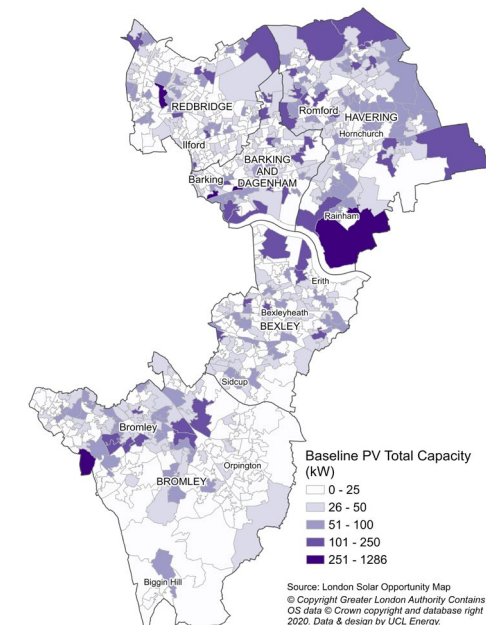 REDBRIDGE
Romford
HAVERING
Hornchurch
Ilford
BARKING
AND
DAGENHAM
Barking
Rainham
Erith
Bexleyheath
BEXLEY
Sidcup
Bromley
Orpington
BROMLEY
Biggin Hill
Baseline PV Total Capacity
(kW)
0 - 25
26 - 50
51 - 100
101 - 250
251 - 1286
Source: London Solar Opportunity Map
© Copyright Greater London Authority Contains
OS data © Crown copyright and database right
2020. Data & design by UCL Energy.